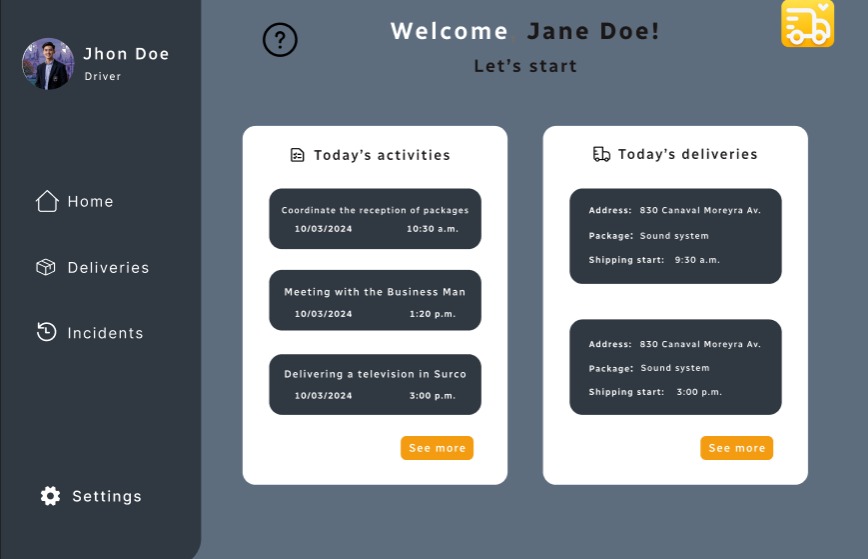 Jhon Doe
Driver
Home
Deliveries
Incidents
Settings
?
Welcome Jane Doe!
Let's start
Today's activities
Coordinate the reception of packages
10/03/2024 10:30 a.m.
Meeting with the Business Man
10/03/2024 1:20 p.m.
Delivering a television in Surco
10/03/2024 3:00 p.m.
See more
Today's deliveries
Address: 830 Canaval Moreyra Av.
Package: Sound system
Shipping start: 9:30 a.m.
Address: 830 Canaval Moreyra Av.
Package: Sound system
Shipping start: 3:00 p.m.
See more